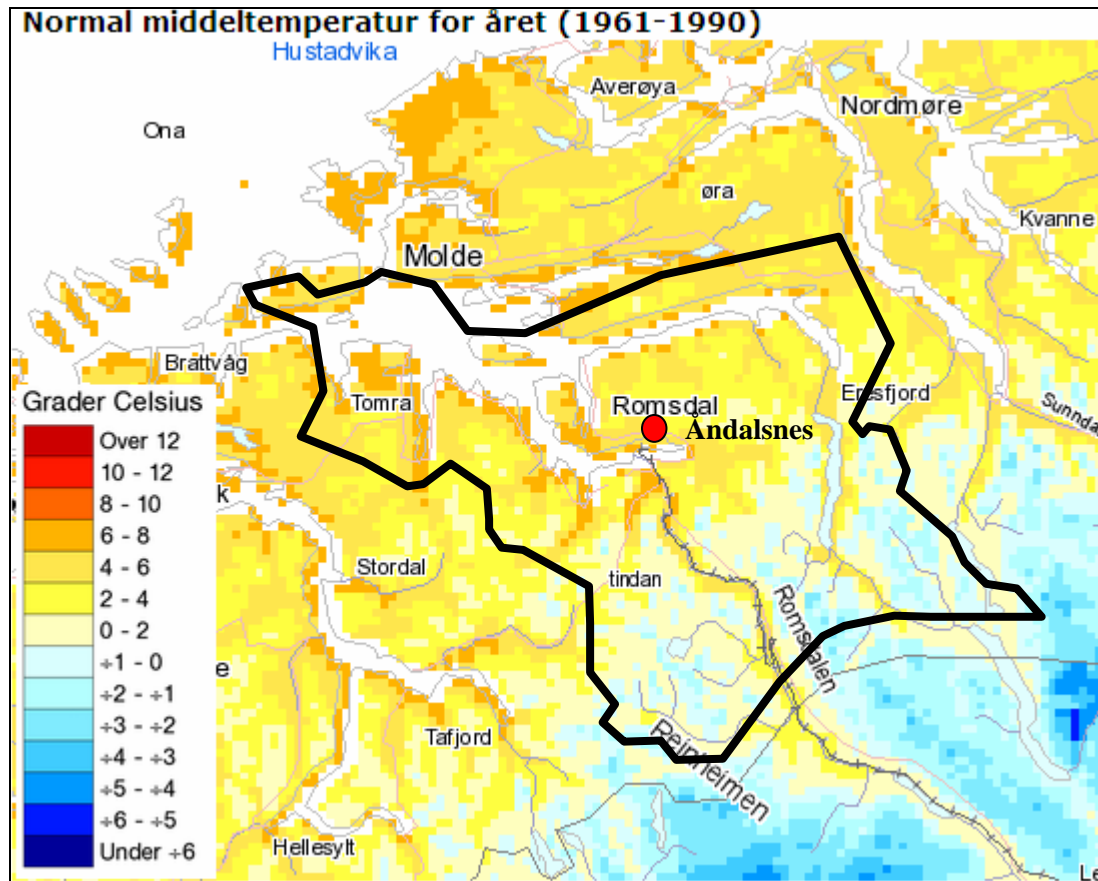 Normal middeltemperatur for året (1961-1990)
Hustadvika
Averøya
Nordmøre
Ona
øra
Kvanne
Molde
Brattvåg
Tomra
Romsdal
Åndalsnes
Sunnda
Grader Celsius
Over 12
10 - 12
8 - 10
6 - 8
4 - 6
2 - 4
0 - 2
÷1 - 0
÷2 - ÷1
÷3 - ÷2
÷4 - ÷3
÷5 - ÷4
÷6 - ÷5
Under ÷6
k
Stordal
tindan
Romsdalen
e
Tafjord
Reinheimen
Hellesylt
Le